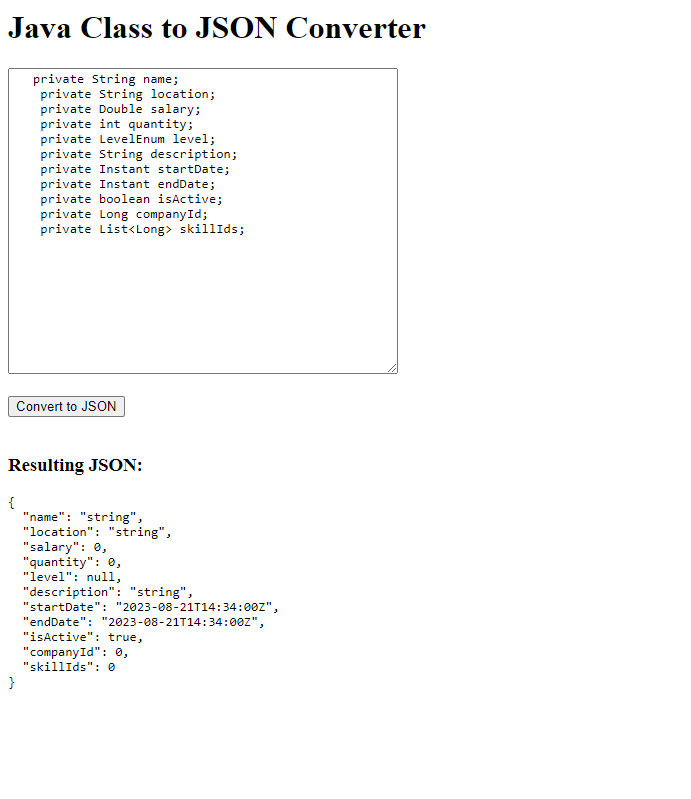 Java Class to JSON Converter
private String name;
private String location;
private Double salary;
private int quantity;
private LevelEnum level;
private String description;
private Instant startDate;
private Instant endDate;
private boolean isActive;
private Long companyId;
private List<Long> skillIds;
Convert to JSON
Resulting JSON:
{
  "name": "string",
  "location": "string",
  "salary": 0,
  "quantity": 0,
  "level": null,
  "description": "string",
  "startDate": "2023-08-21T14:34:00Z",
  "endDate": "2023-08-21T14:34:00Z",
  "isActive": true,
  "companyId": 0,
  "skillIds": 0
}